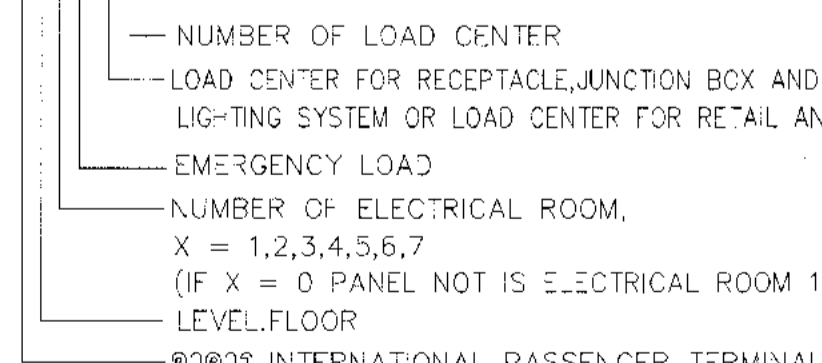 NUMBER OF LOAD CENTER
LOAD CENTER FOR RECEPTACLE,JUNCTION BOX AND
LIGHTING SYSTEM OR LOAD CENTER FOR RETAIL AN
EMERGENCY LOAD
NUMBER OF ELECTRICAL ROOM,
X = 1,2,3,4,5,6,7
(IF X = 0 PANEL NOT IS ELECTRICAL ROOM 1
LEVEL.FLOOR
INTERNATIONAL PASSENGER TERMINAL